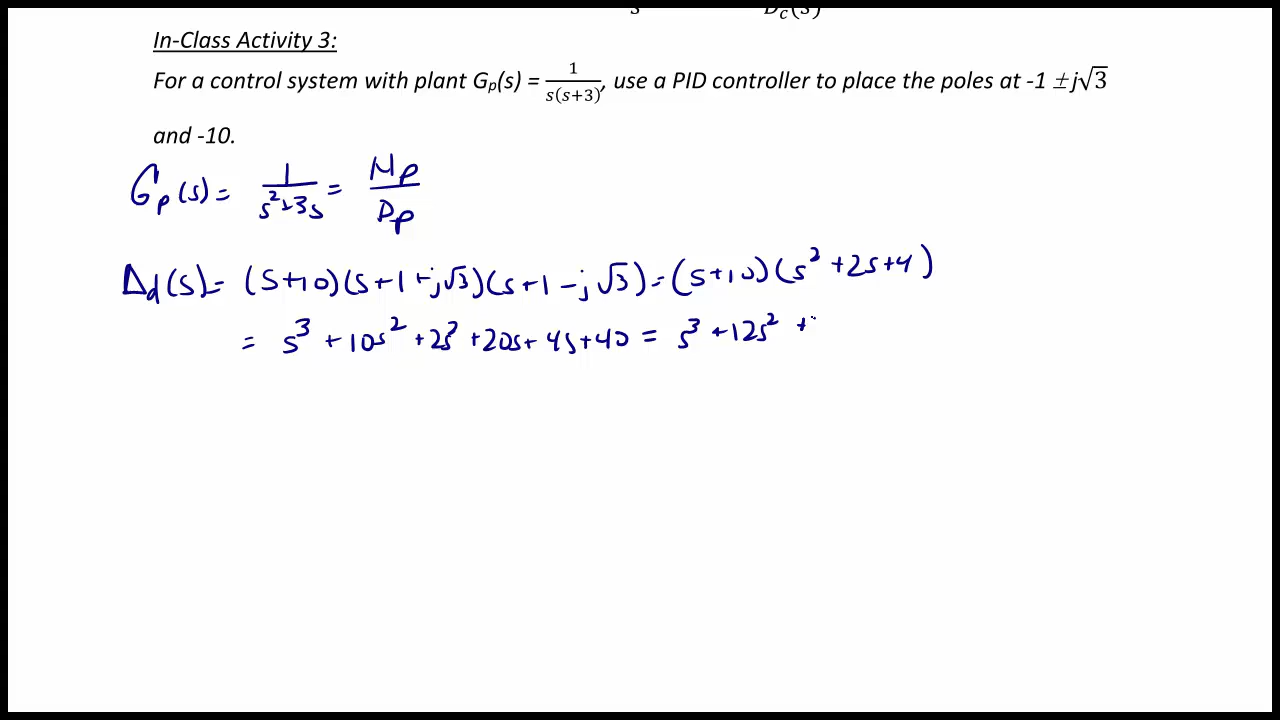 s D꜀(s)
In-Class Activity 3:
For a control system with plant Gₚ(s) = 1/(s(s+3)), use a PID controller to place the poles at -1 ±j√3
and -10.
Gₚ(s) = 1/(s²+3s) = Nₚ/Dₚ
Δd(s) = (s+10)(s+1+j√3)(s+1-j√3) = (s+10)(s²+2s+4)
= s³ + 10s² + 2s² + 20s + 4s + 40 = s³ + 12s² +